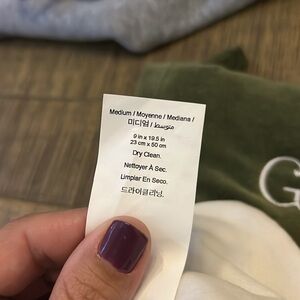 Medium / Moyenne / Mediana /
미디엄 / متوسط
9 in x 19.5 in
23 cm x 50 cm
Dry Clean.
Nettoyer À Sec.
Limpiar En Seco.
드라이클리닝.